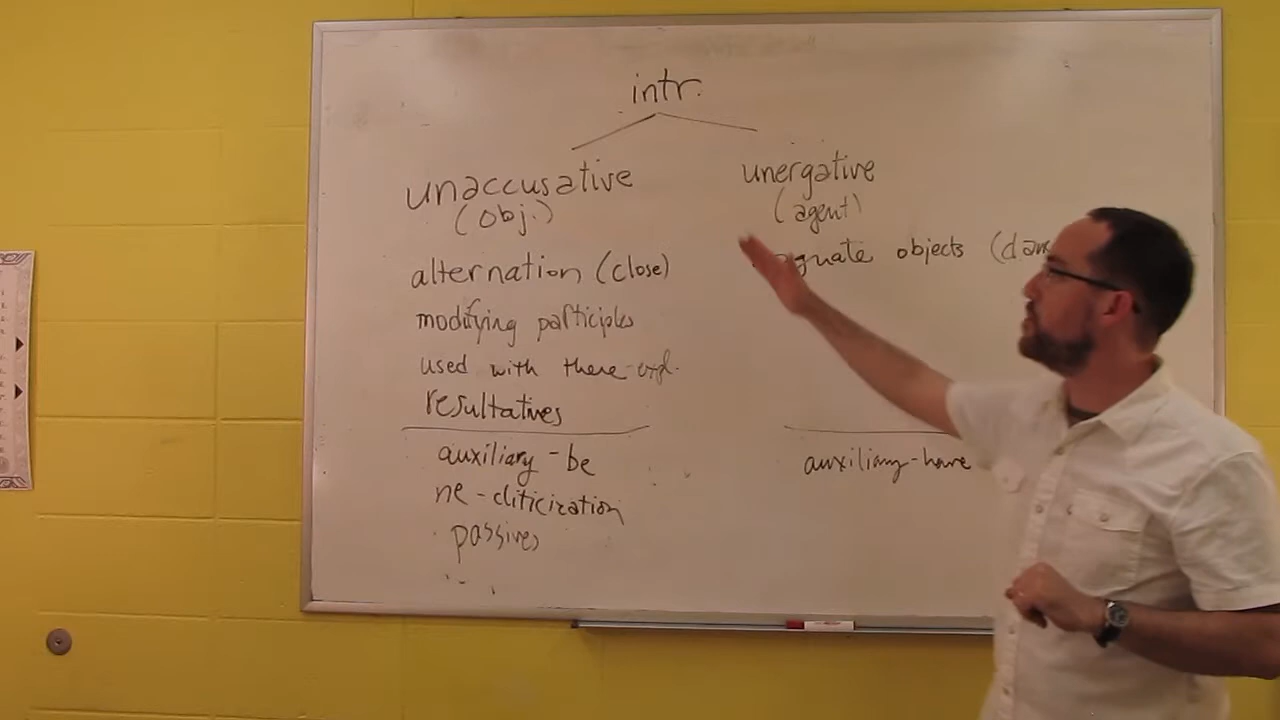 intr.
unaccusative
(obj.)
alternation (close)
modifying participles
used with there-expl.
resultatives
auxiliary-be
ne-cliticization
passives
unergative
(agent)
objects
auxiliary-have